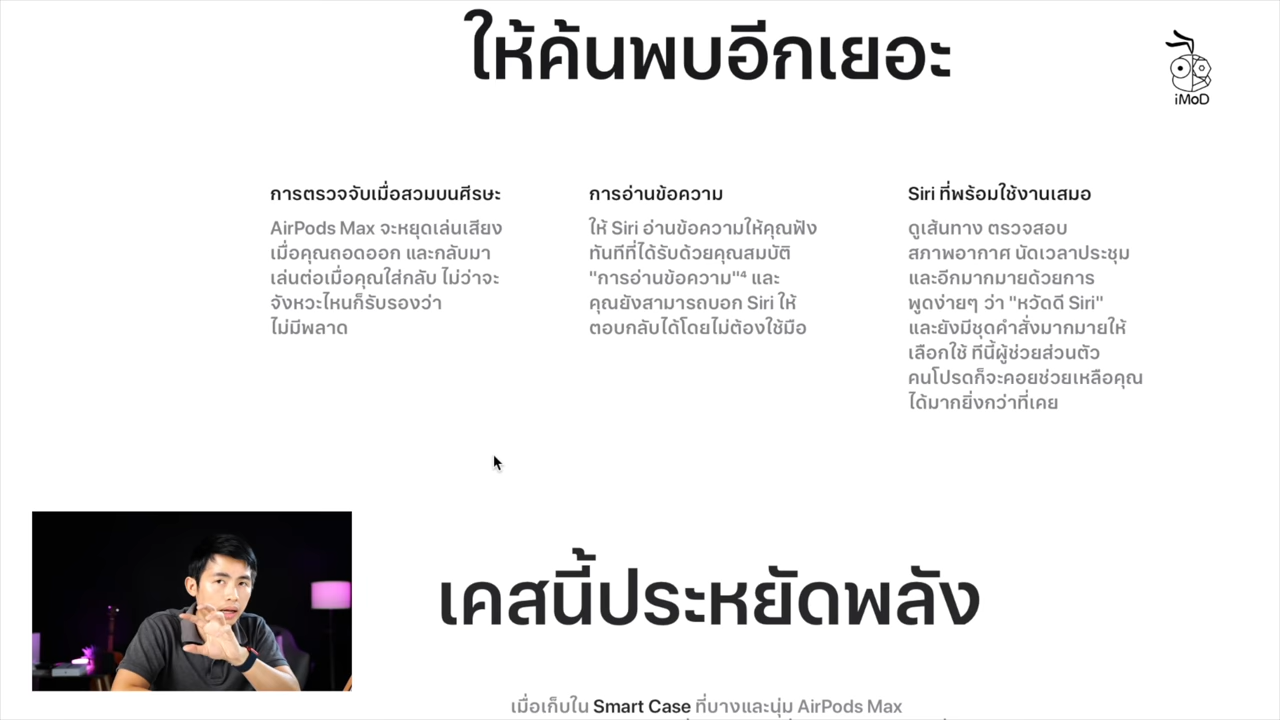 ให้ค้นพบอีกเยอะ
iMoD
การตรวจจับเมื่อสวมบนศีรษะ
AirPods Max จะหยุดเล่นเสียง
เมื่อคุณถอดออก และกลับมา
เล่นต่อเมื่อคุณใส่กลับ ไม่ว่าจะ
จังหวะไหนก็รับรองว่า
ไม่มีพลาด
การอ่านข้อความ
ให้ Siri อ่านข้อความให้คุณฟัง
ทันทีที่ได้รับด้วยคุณสมบัติ
"การอ่านข้อความ"⁴ และ
คุณยังสามารถบอก Siri ให้
ตอบกลับได้โดยไม่ต้องใช้มือ
Siri ที่พร้อมใช้งานเสมอ
ดูเส้นทาง ตรวจสอบ
สภาพอากาศ นัดเวลาประชุม
และอีกมากมายด้วยการ
พูดง่ายๆ ว่า "หวัดดี Siri"
และยังมีชุดคำสั่งมากมายให้
เลือกใช้ ทีนี้ผู้ช่วยส่วนตัว
คนโปรดก็จะคอยช่วยเหลือคุณ
ได้มากยิ่งกว่าที่เคย
เคสนี้ประหยัดพลัง
เมื่อเก็บใน Smart Case ที่บางและนุ่ม AirPods Max